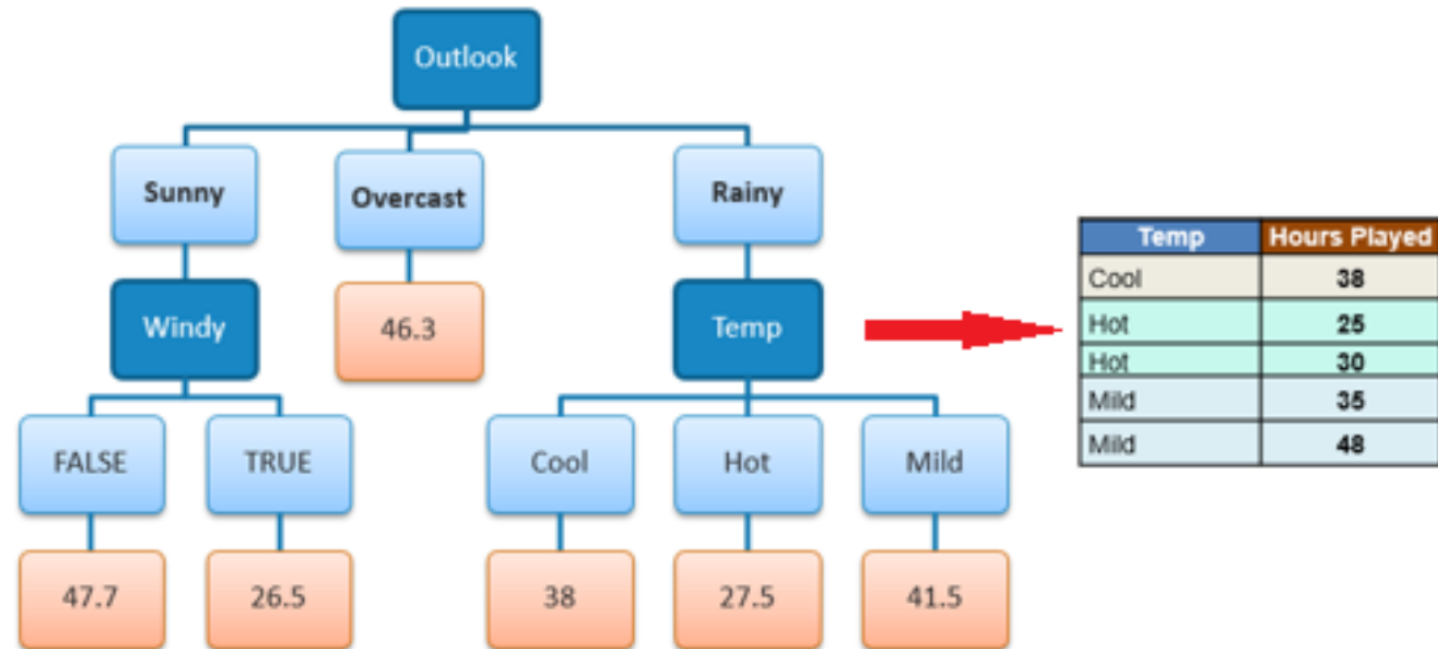 Outlook
Sunny
Overcast
Rainy
Windy
46.3
Temp
FALSE
TRUE
Cool
Hot
Mild
47.7
26.5
38
27.5
41.5
Temp Hours Played
Cool 38
Hot 25
Hot 30
Mild 35
Mild 48